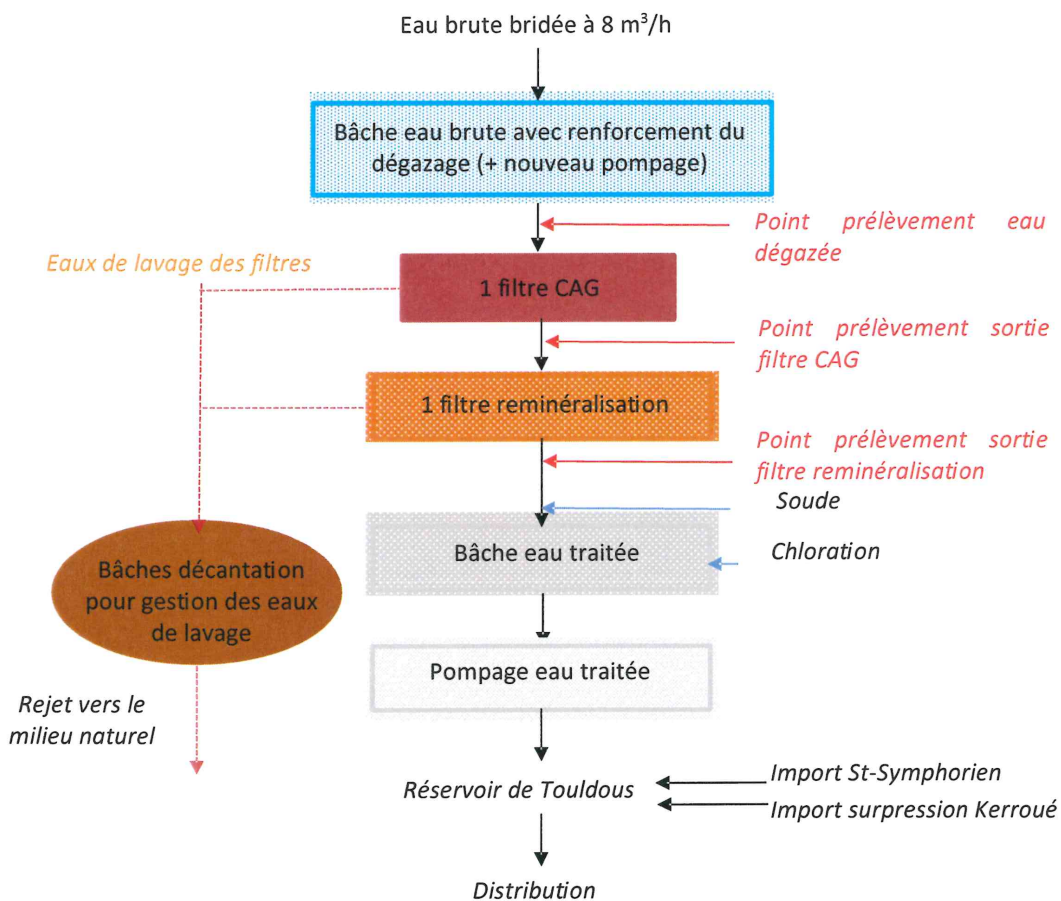 Eau brute bridée à 8 m³/h
Bâche eau brute avec renforcement du
dégazage (+ nouveau pompage)
Point prélèvement eau
dégazée
Eaux de lavage des filtres
1 filtre CAG
Point prélèvement sortie
filtre CAG
1 filtre reminéralisation
Point prélèvement sortie
filtre reminéralisation
Soude
Bâche eau traitée
Chloration
Bâches décantation
pour gestion des eaux
de lavage
Pompage eau traitée
Rejet vers le
milieu naturel
Réservoir de Touldous
Import St-Symphorien
Import surpression Kerroué
Distribution